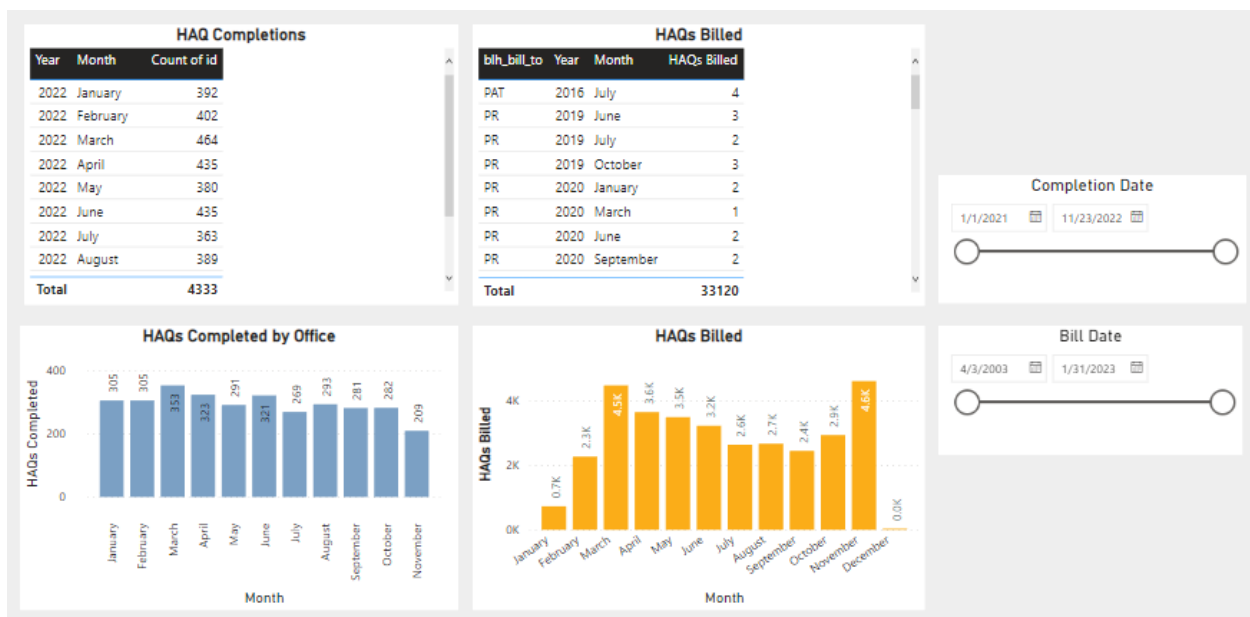 HAQ Completions
Year Month Count of id
2022 January 392
2022 February 402
2022 March 464
2022 April 435
2022 May 380
2022 June 435
2022 July 363
2022 August 389
Total 4333
HAQs Billed
blh_bill_to Year Month HAQs Billed
PAT 2016 July 4
PR 2019 June 3
PR 2019 July 2
PR 2019 October 3
PR 2020 January 2
PR 2020 March 1
PR 2020 June 2
PR 2020 September 2
Total 33120
Completion Date
1/1/2021 11/23/2022
HAQs Completed by Office
HAQs Completed
400
200
0
305 305 353 323 291 321 269 293 281 282 209
January February March April May June July August September October November
Month
HAQs Billed
HAQs Billed
4K
2K
0K
0.7K 2.3K 4.5K 3.6K 3.5K 3.2K 2.6K 2.7K 2.4K 2.9K 4.6K 0.0K
January February March April May June July August September October November December
Month
Bill Date
4/3/2003 1/31/2023